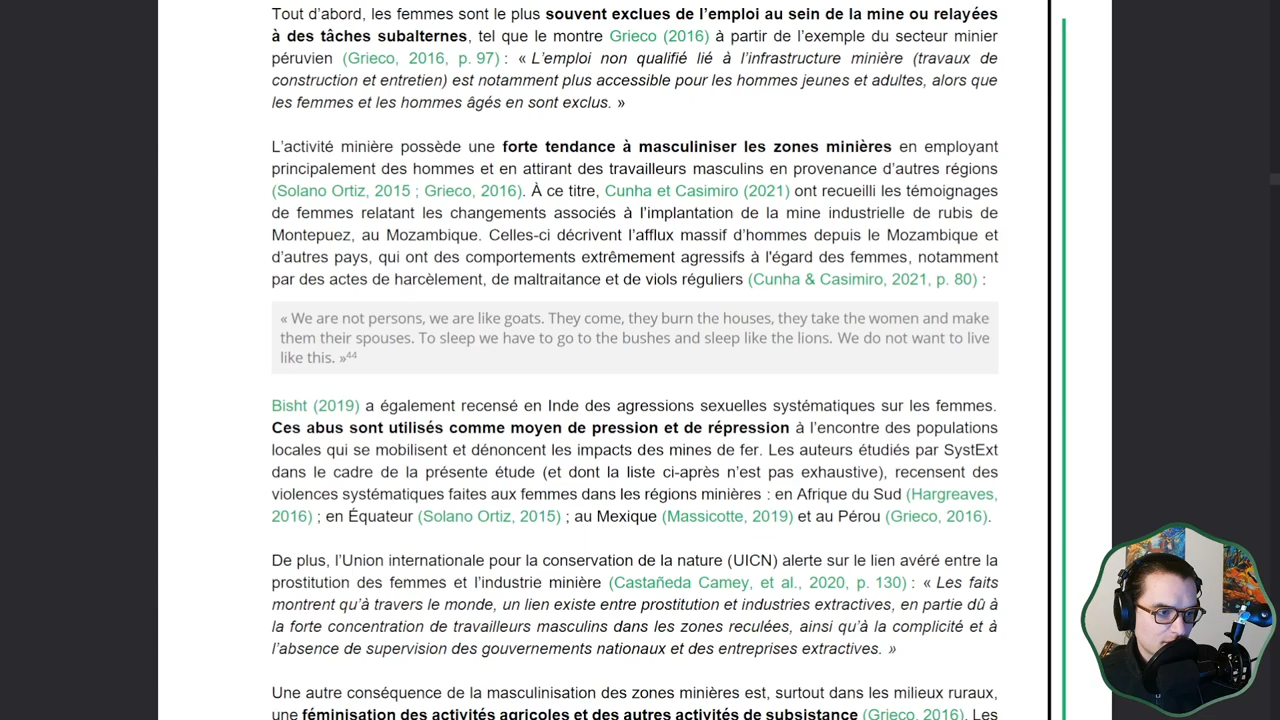 Tout d’abord, les femmes sont le plus souvent exclues de l’emploi au sein de la mine ou relayées
à des tâches subalternes, tel que le montre Grieco (2016) à partir de l’exemple du secteur minier
péruvien (Grieco, 2016, p. 97) : « L’emploi non qualifié lié à l’infrastructure minière (travaux de
construction et entretien) est notamment plus accessible pour les hommes jeunes et adultes, alors que
les femmes et les hommes âgés en sont exclus. »
L’activité minière possède une forte tendance à masculiniser les zones minières en employant
principalement des hommes et en attirant des travailleurs masculins en provenance d’autres régions
(Solano Ortiz, 2015 ; Grieco, 2016). À ce titre, Cunha et Casimiro (2021) ont recueilli les témoignages
de femmes relatant les changements associés à l’implantation de la mine industrielle de rubis de
Montepuez, au Mozambique. Celles-ci décrivent l’afflux massif d’hommes depuis le Mozambique et
d’autres pays, qui ont des comportements extrêmement agressifs à l'égard des femmes, notamment
par des actes de harcèlement, de maltraitance et de viols réguliers (Cunha & Casimiro, 2021, p. 80) :
« We are not persons, we are like goats. They come, they burn the houses, they take the women and make
them their spouses. To sleep we have to go to the bushes and sleep like the lions. We do not want to live
like this. »44
Bisht (2019) a également recensé en Inde des agressions sexuelles systématiques sur les femmes.
Ces abus sont utilisés comme moyen de pression et de répression à l’encontre des populations
locales qui se mobilisent et dénoncent les impacts des mines de fer. Les auteurs étudiés par SystExt
dans le cadre de la présente étude (et dont la liste ci-après n’est pas exhaustive), recensent des
violences systématiques faites aux femmes dans les régions minières : en Afrique du Sud (Hargreaves,
2016) ; en Équateur (Solano Ortiz, 2015) ; au Mexique (Massicotte, 2019) et au Pérou (Grieco, 2016).
De plus, l’Union internationale pour la conservation de la nature (UICN) alerte sur le lien avéré entre la
prostitution des femmes et l’industrie minière (Castañeda Camey, et al., 2020, p. 130) : « Les faits
montrent qu’à travers le monde, un lien existe entre prostitution et industries extractives, en partie dû à
la forte concentration de travailleurs masculins dans les zones reculées, ainsi qu’à la complicité et à
l’absence de supervision des gouvernements nationaux et des entreprises extractives. »
Une autre conséquence de la masculinisation des zones minières est, surtout dans les milieux ruraux,
une féminisation des activités agricoles et des autres activités de subsistance (Grieco, 2016). Les